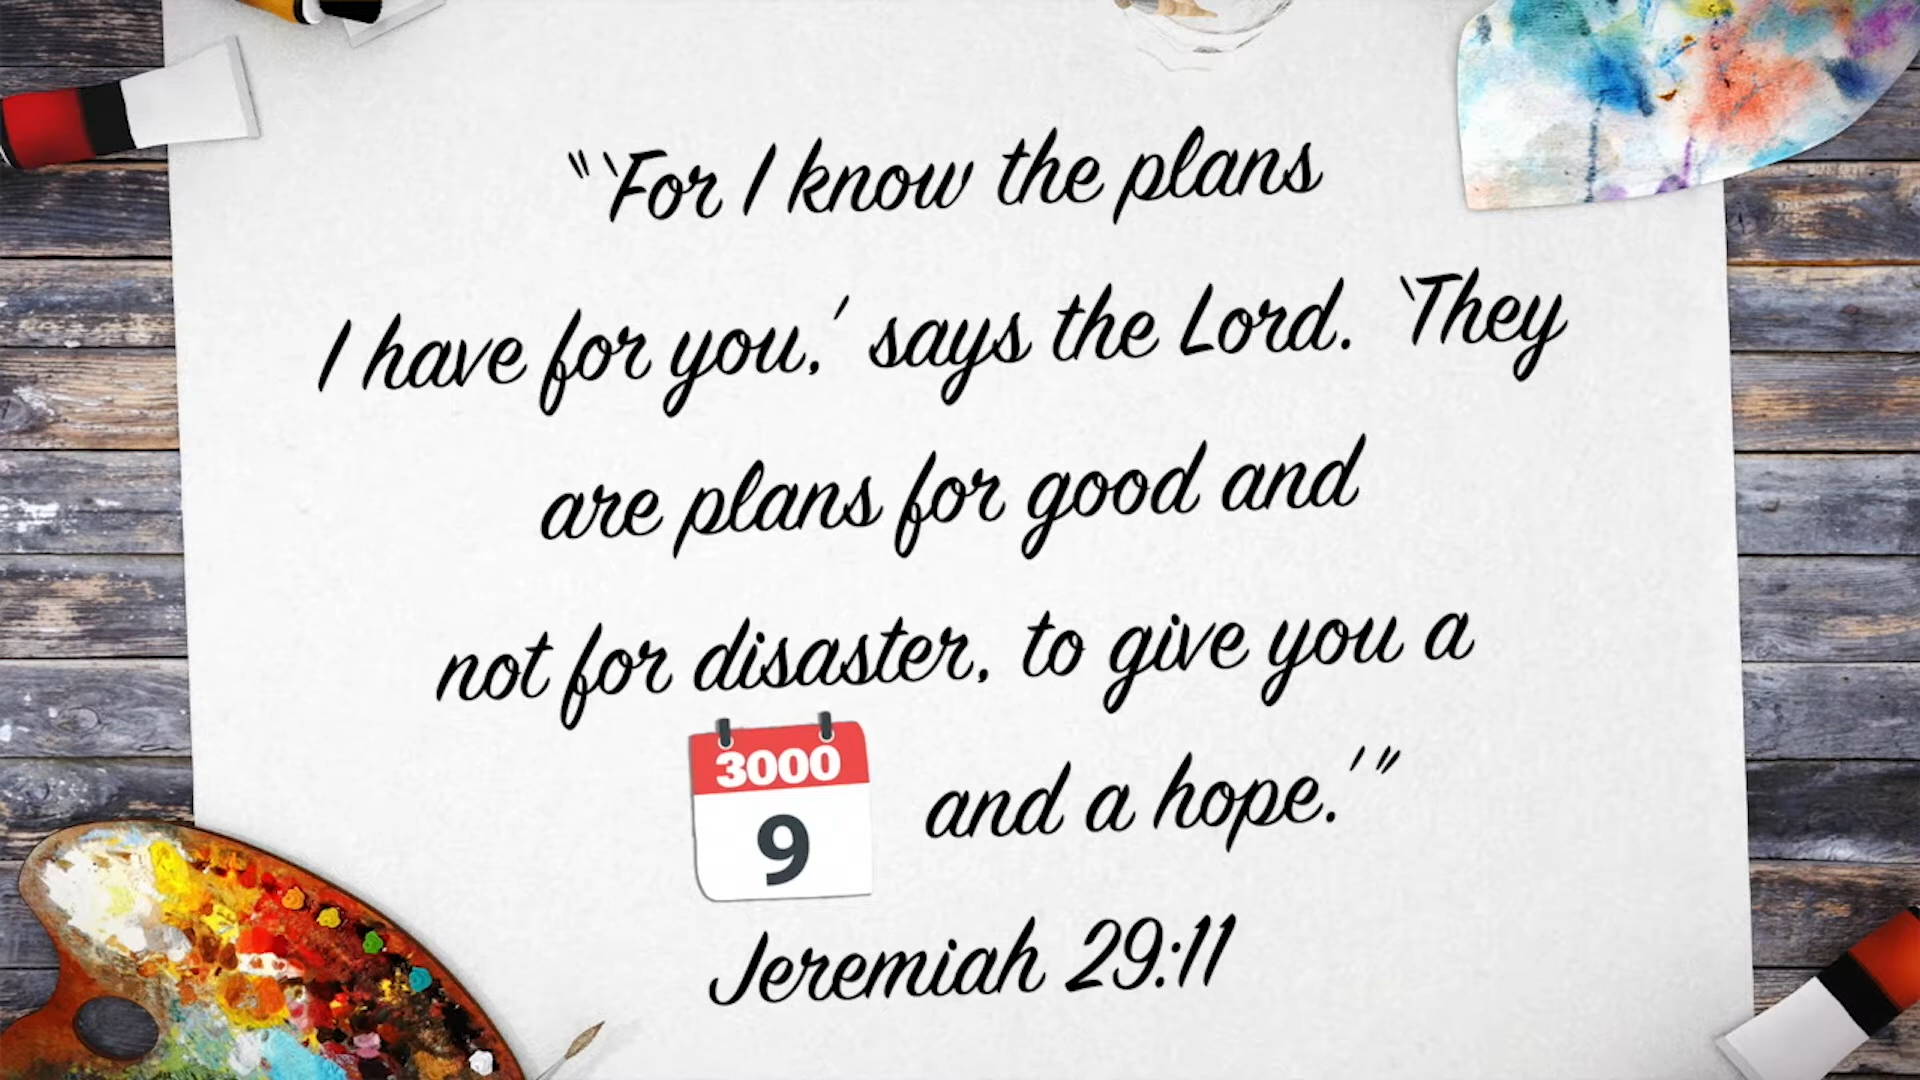 "‘For I know the plans
I have for you,’ says the Lord. ‘They
are plans for good and
not for disaster, to give you a
3000
9
and a hope.’"
Jeremiah 29:11